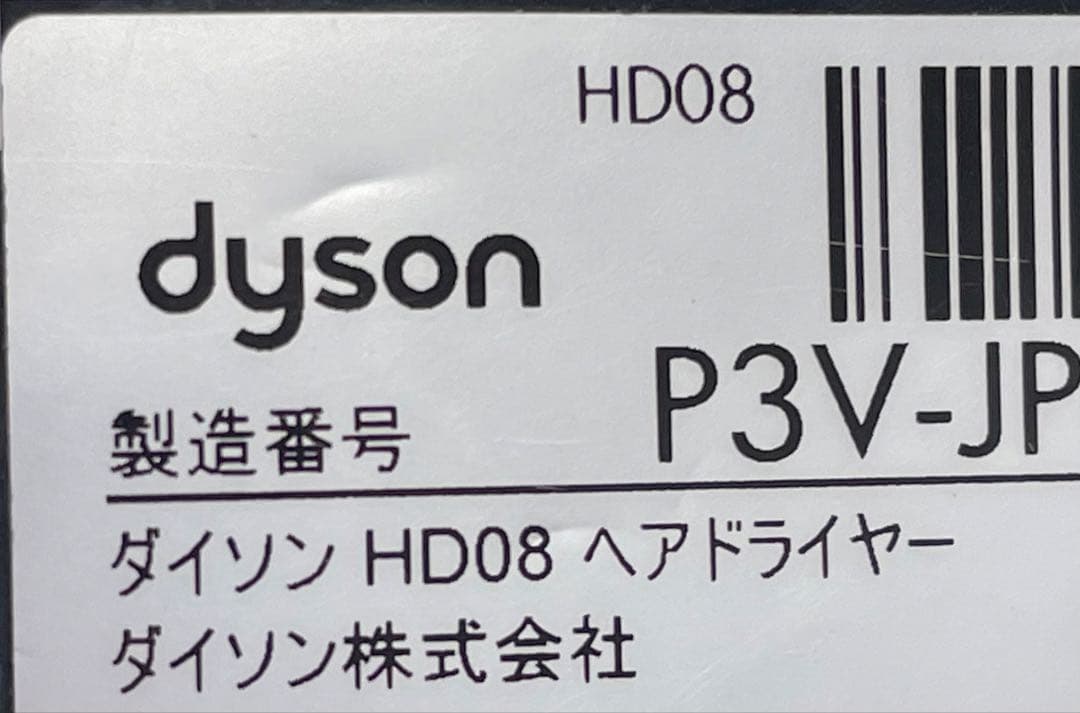 HD08
dyson
製造番号 P3V-JP
ダイソン HD08 ヘアドライヤー
ダイソン株式会社